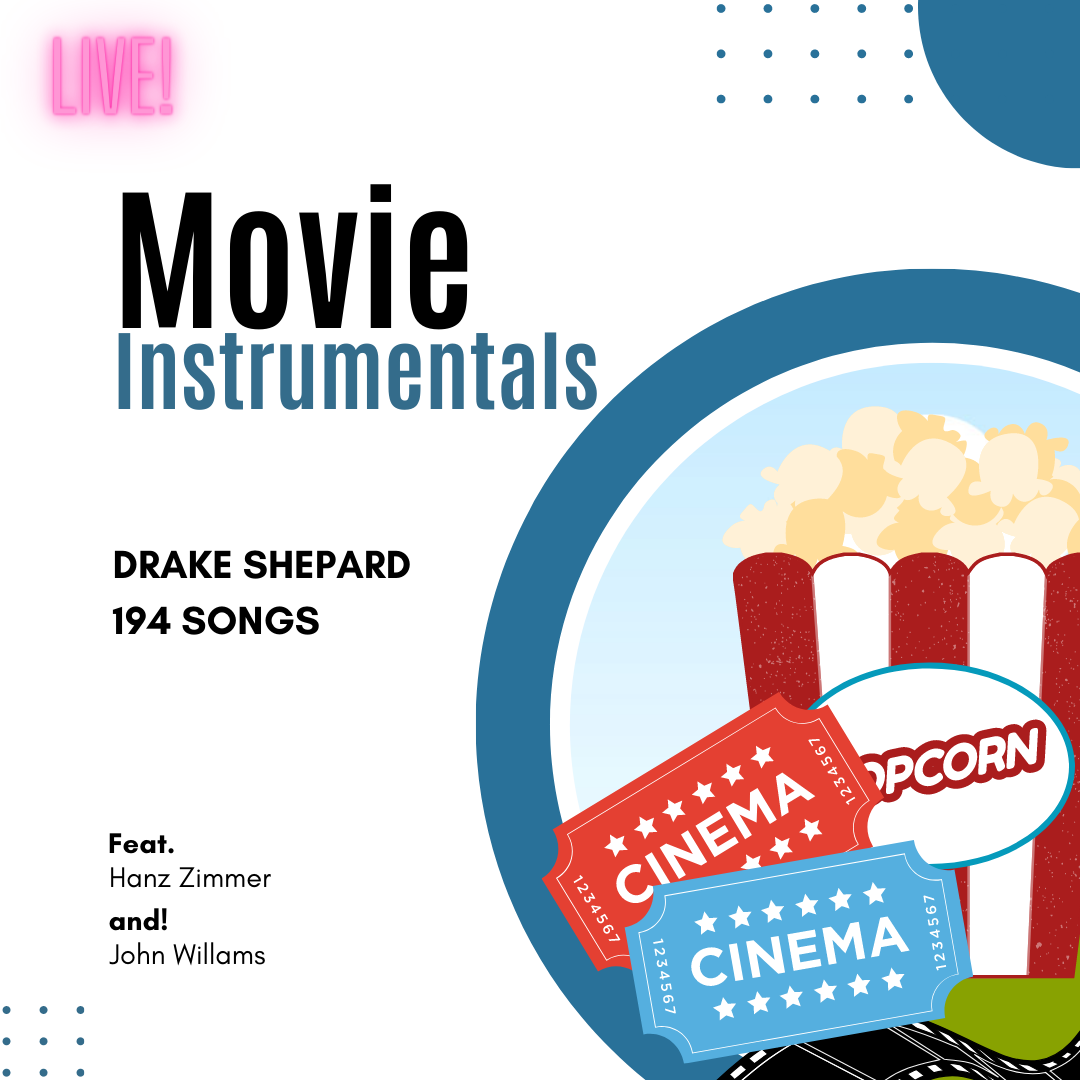 LIVE!
Movie
Instrumentals
DRAKE SHEPARD
194 SONGS
Feat.
Hanz Zimmer
and!
John Willams
OPCORN
1234567
CINEMA
1234567
1234567
CINEMA
1234567